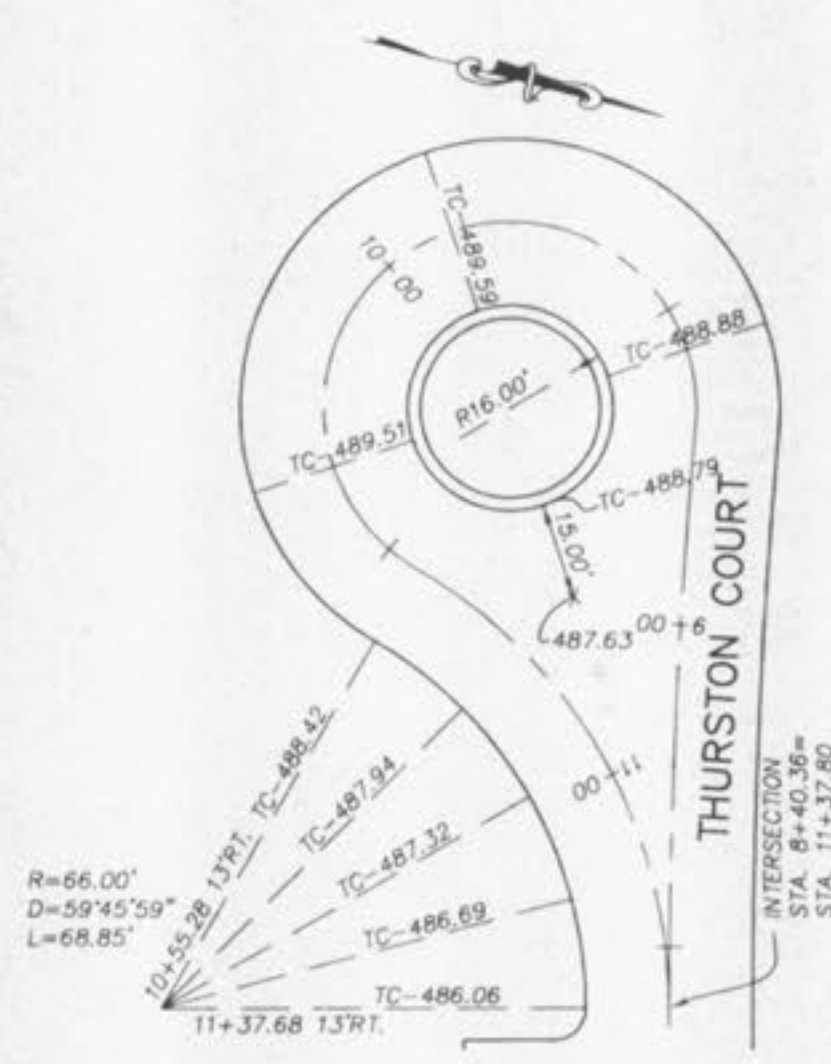 TC-489.59
10+00
TC-488.88
R16.00'
TC-489.51
TC-488.79
15.00'
487.63
9+00
THURSTON COURT
TC-488.42
10+55.28 13'RT.
TC-487.94
TC-487.32
TC-486.69
TC-486.06
11+37.68 13'RT.
R=66.00'
D=59°45'59"
L=68.85'
11+00
INTERSECTION
STA. 8+40.36=
STA. 11+37.80